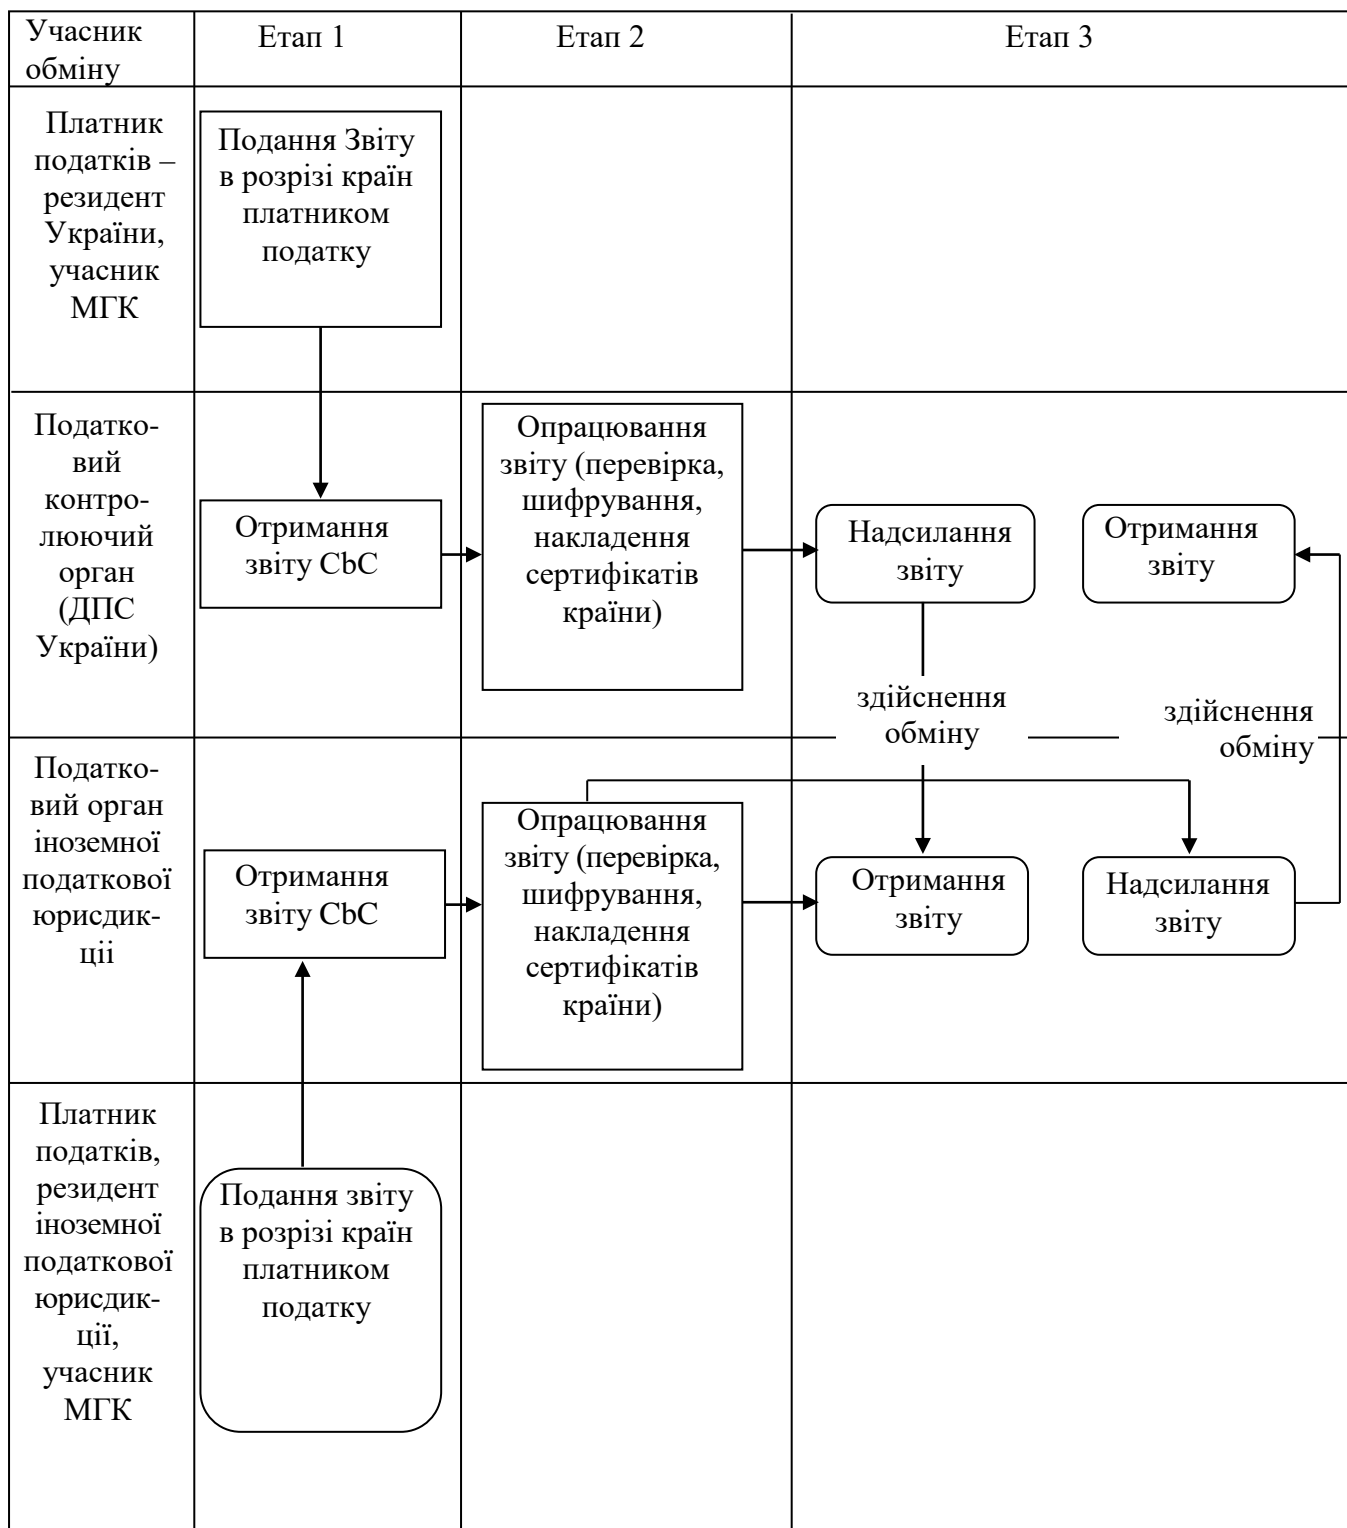 Учасник
обміну
Етап 1
Етап 2
Етап 3
Платник
податків –
резидент
України,
учасник
МГК
Подання Звіту
в розрізі країн
платником
податку
Податко-
вий
контро-
люючий
орган
(ДПС
України)
Отримання
звіту CbC
Опрацювання
звіту (перевірка,
шифрування,
накладення
сертифікатів
країни)
Надсилання
звіту
Отримання
звіту
здійснення
обміну
здійснення
обміну
Податко-
вий орган
іноземної
податкової
юрисдик-
ціі
Отримання
звіту CbC
Опрацювання
звіту (перевірка,
шифрування,
накладення
сертифікатів
країни)
Отримання
звіту
Надсилання
звіту
Платник
податків,
резидент
іноземної
податкової
юрисдик-
ції,
учасник
МГК
Подання звіту
в розрізі країн
платником
податку